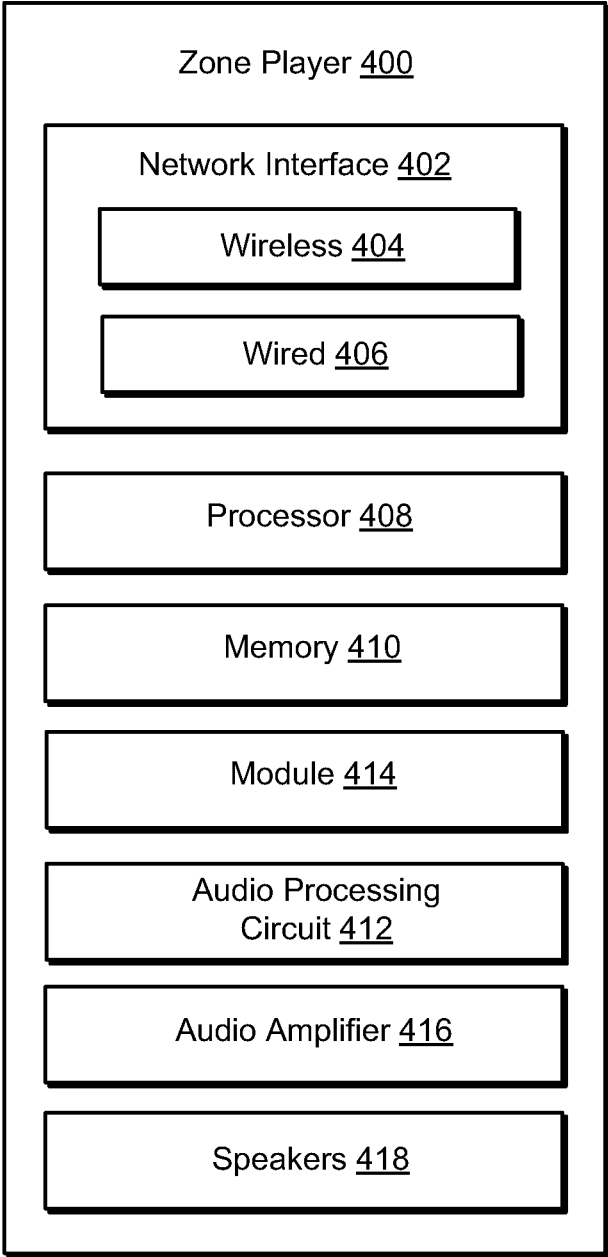 Zone Player 400
Network Interface 402
Wireless 404
Wired 406
Processor 408
Memory 410
Module 414
Audio Processing
Circuit 412
Audio Amplifier 416
Speakers 418